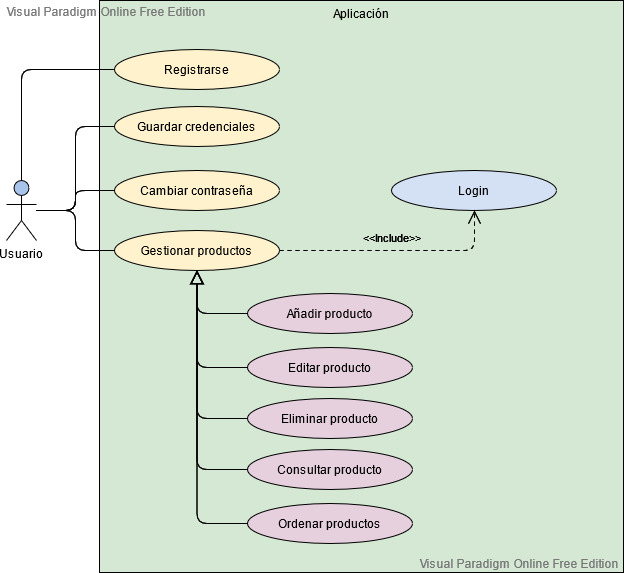 Visual Paradigm Online Free Edition
Aplicación
Registrarse
Guardar credenciales
Cambiar contraseña
Login
Usuario
Gestionar productos
<<Include>>
Añadir producto
Editar producto
Eliminar producto
Consultar producto
Ordenar productos
Visual Paradigm Online Free Edition